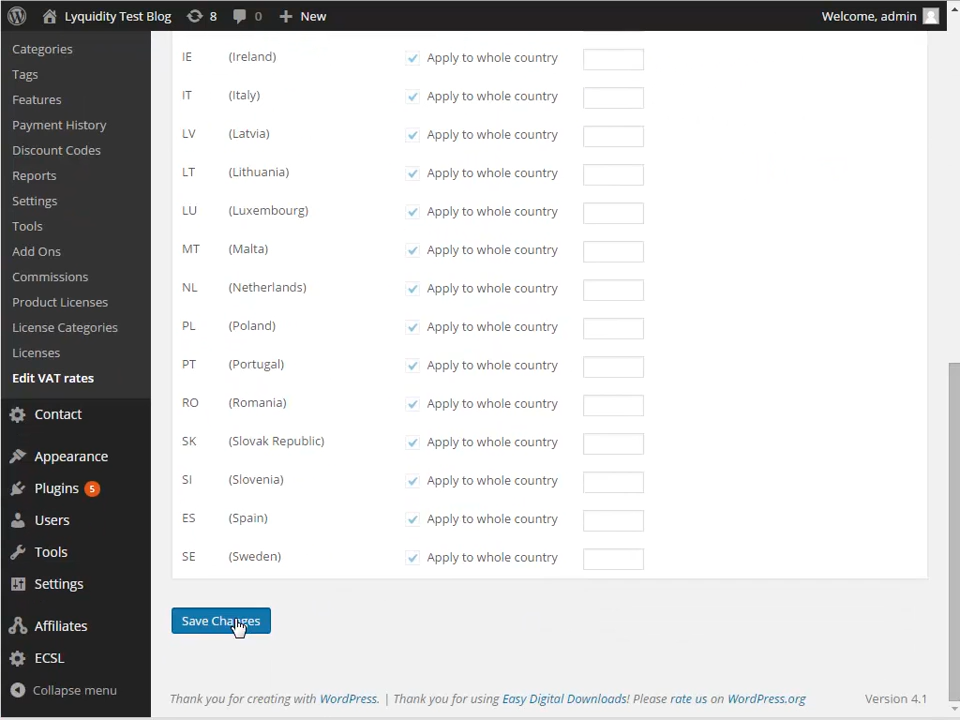 Lyquidity Test Blog 8 0 New Welcome, admin
Categories
Tags
Features
Payment History
Discount Codes
Reports
Settings
Tools
Add Ons
Commissions
Product Licenses
License Categories
Licenses
Edit VAT rates
Contact
Appearance
Plugins 5
Users
Tools
Settings
Affiliates
ECSL
Collapse menu
IE (Ireland) Apply to whole country
IT (Italy) Apply to whole country
LV (Latvia) Apply to whole country
LT (Lithuania) Apply to whole country
LU (Luxembourg) Apply to whole country
MT (Malta) Apply to whole country
NL (Netherlands) Apply to whole country
PL (Poland) Apply to whole country
PT (Portugal) Apply to whole country
RO (Romania) Apply to whole country
SK (Slovak Republic) Apply to whole country
SI (Slovenia) Apply to whole country
ES (Spain) Apply to whole country
SE (Sweden) Apply to whole country
Save Changes
Thank you for creating with WordPress. | Thank you for using Easy Digital Downloads! Please rate us on WordPress.org Version 4.1